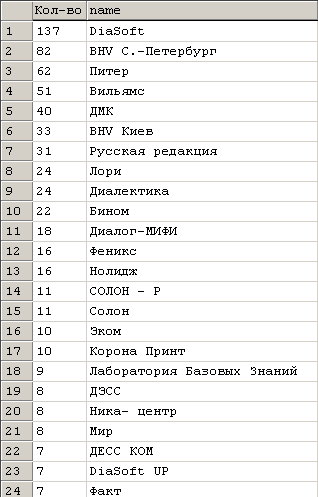 Кол-во name
1 137 DiaSoft
2 82 BHV С.-Петербург
3 62 Питер
4 51 Вильямс
5 40 ДМК
6 33 BHV Киев
7 31 Русская редакция
8 24 Лори
9 24 Диалектика
10 22 Бином
11 18 Диалог-МИФИ
12 16 Феникс
13 16 Нолидж
14 11 СОЛОН - Р
15 11 Солон
16 10 Эком
17 10 Корона Принт
18 9 Лаборатория Базовых Знаний
19 8 ДЭСС
20 8 Ника- центр
21 8 Мир
22 7 ДЕСС КОМ
23 7 DiaSoft UP
24 7 Факт